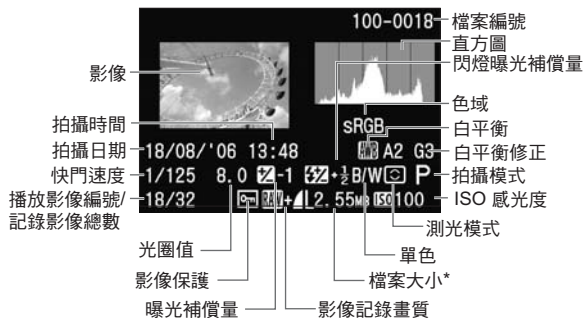 100-0018
檔案編號
直方圖
閃燈曝光補償量
影像
色域
sRGB
拍攝時間
白平衡
拍攝日期
18/08/'06 13:48
AWB A2 G3
白平衡修正
快門速度
1/125 8.0 -1 +½ B/W P
拍攝模式
播放影像編號/
記錄影像總數
18/32 RAW+ L 2.55MB ISO 100
ISO 感光度
光圈值
測光模式
單色
影像保護
檔案大小*
曝光補償量
影像記錄畫質